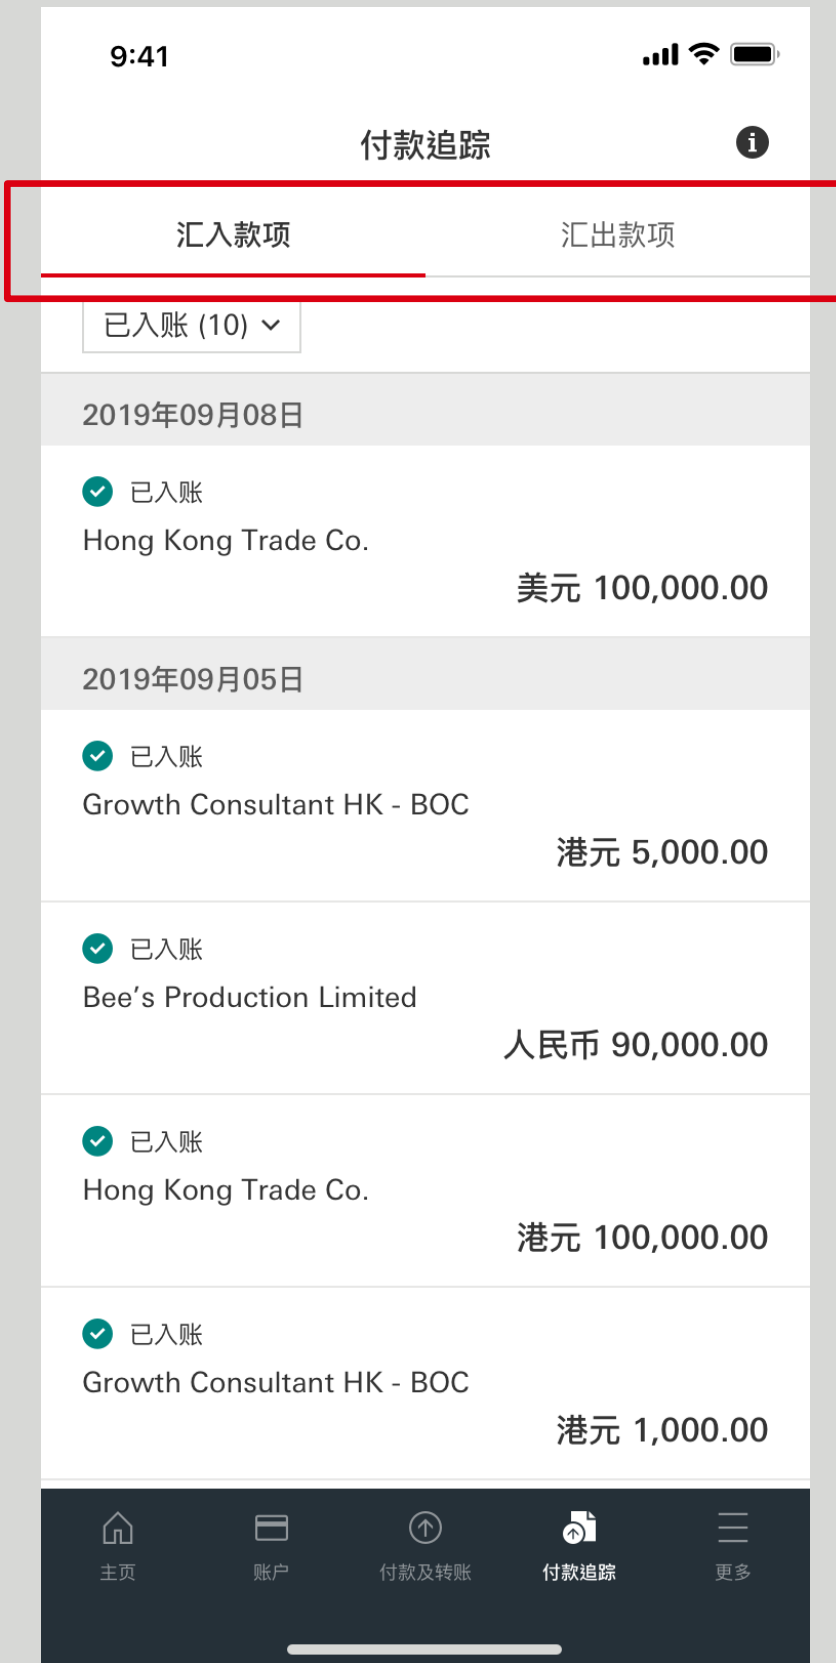 9:41
付款追踪
汇入款项
汇出款项
已入账 (10)
2019年09月08日
已入账
Hong Kong Trade Co.
美元 100,000.00
2019年09月05日
已入账
Growth Consultant HK - BOC
港元 5,000.00
已入账
Bee’s Production Limited
人民币 90,000.00
已入账
Hong Kong Trade Co.
港元 100,000.00
已入账
Growth Consultant HK - BOC
港元 1,000.00
主页
账户
付款及转账
付款追踪
更多